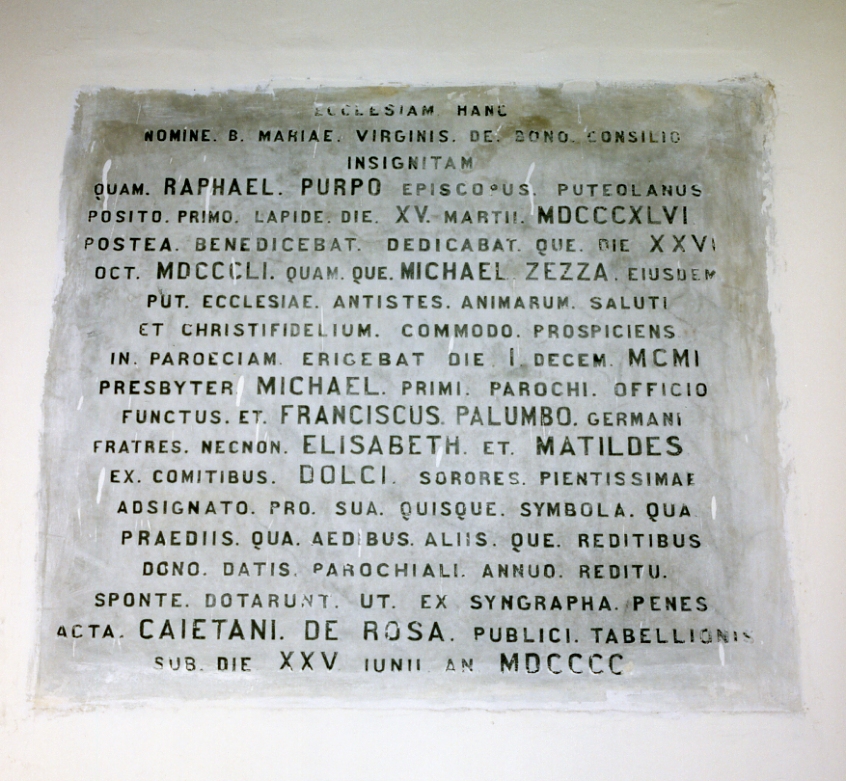 ECCLESIAM HANC
NOMINE. B. MARIAE. VIRGINIS. DE. BONO. CONSILIO
INSIGNITAM
QUAM. RAPHAEL. PURPO EPISCOPUS. PUTEOLANUS
POSITO. PRIMO. LAPIDE. DIE. XV. MARTII. MDCCCXLVI
POSTEA. BENEDICEBAT. DEDICABAT. QUE. DIE XXVI
OCT. MDCCCLI. QUAM. QUE. MICHAEL ZEZZA. EIUSDEM
PUT. ECCLESIAE. ANTISTES. ANIMARUM. SALUTI
ET CHRISTIFIDELIUM. COMMODO. PROSPICIENS
IN. PAROECIAM. ERIGEBAT DIE I. DECEM. MCMI
PRESBYTER. MICHAEL. PRIMI. PAROCHI. OFFICIO
FUNCTUS. ET. FRANCISCUS. PALUMBO. GERMANI
FRATRES. NECNON. ELISABETH. ET. MATILDES
EX. COMITIBUS. DOLCI. SORORES. PIENTISSIMAE
ADSIGNATO. PRO. SUA. QUISQUE. SYMBOLA. QUA
PRAEDIIS. QUA. AEDIBUS. ALIIS. QUE. REDITIBUS
DONO. DATIS. PAROCHIALI. ANNUO. REDITU.
SPONTE. DOTARUNT. UT. EX SYNGRAPHA. PENES
ACTA. CAIETANI. DE ROSA. PUBLICI. TABELLIONIS
SUB. DIE XXV IUNII AN MDCCCC